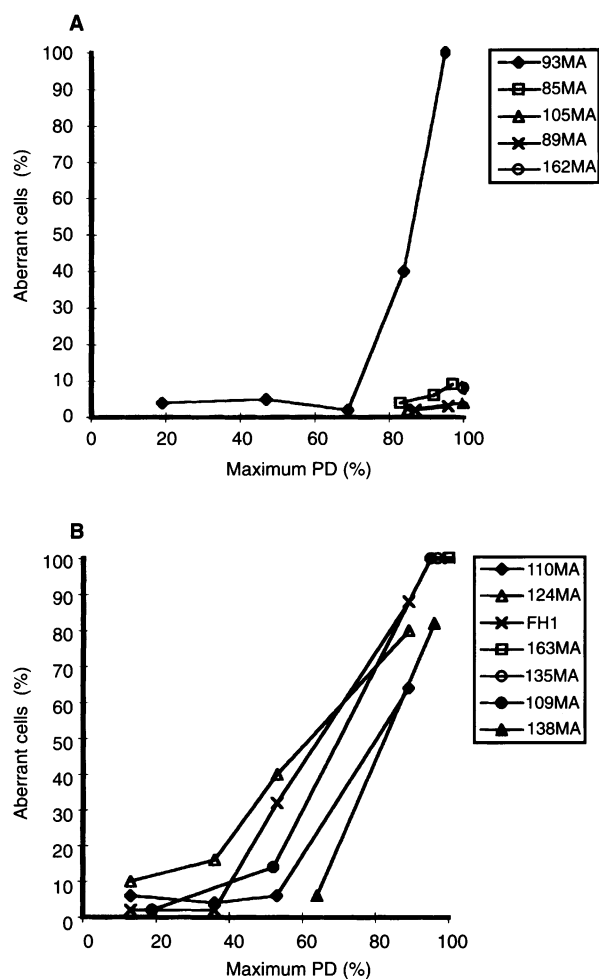 A
Aberrant cells (%)
100
90
80
70
60
50
40
30
20
10
0
0 20 40 60 80 100
Maximum PD (%)
93MA
85MA
105MA
89MA
162MA
B
Aberrant cells (%)
100
90
80
70
60
50
40
30
20
10
0
0 20 40 60 80 100
Maximum PD (%)
110MA
124MA
FH1
163MA
135MA
109MA
138MA